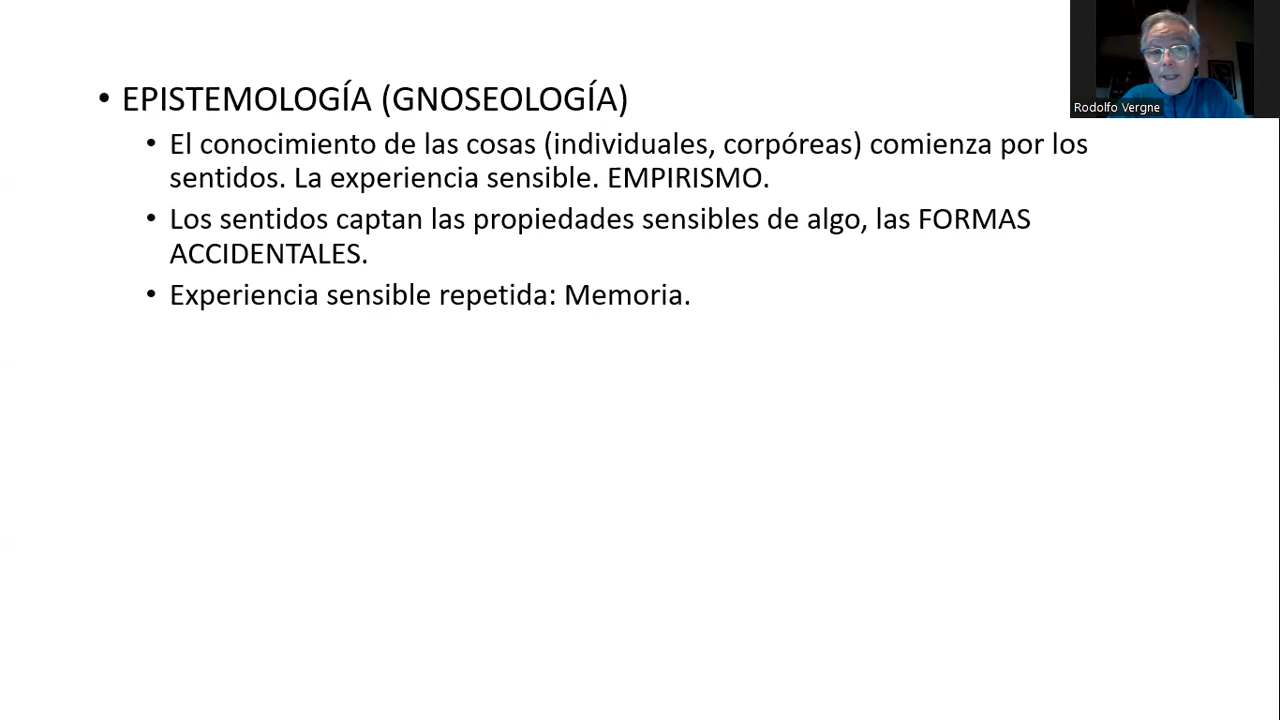 • EPISTEMOLOGÍA (GNOSEOLOGÍA)
• El conocimiento de las cosas (individuales, corpóreas) comienza por los
sentidos. La experiencia sensible. EMPIRISMO.
• Los sentidos captan las propiedades sensibles de algo, las FORMAS
ACCIDENTALES.
• Experiencia sensible repetida: Memoria.
Rodolfo Vergne